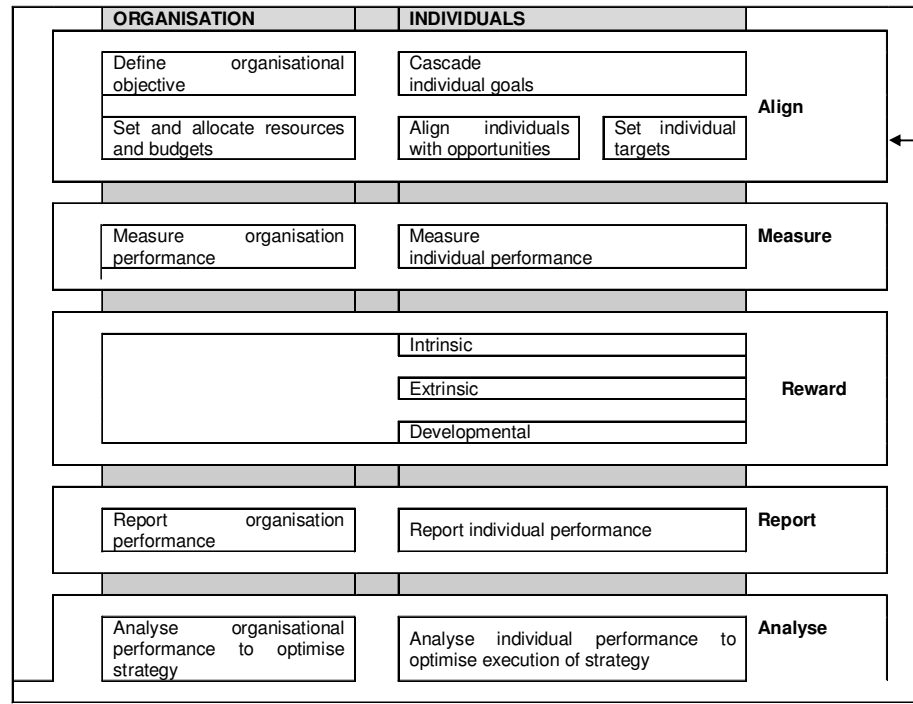 ORGANISATION INDIVIDUALS
Define organisational
objective
Cascade
individual goals
Align
Set and allocate resources
and budgets
Align individuals
with opportunities
Set individual
targets
Measure organisation
performance
Measure
individual performance
Measure
Intrinsic
Extrinsic
Reward
Developmental
Report organisation
performance
Report individual performance
Report
Analyse organisational
performance to optimise
strategy
Analyse individual performance to
optimise execution of strategy
Analyse